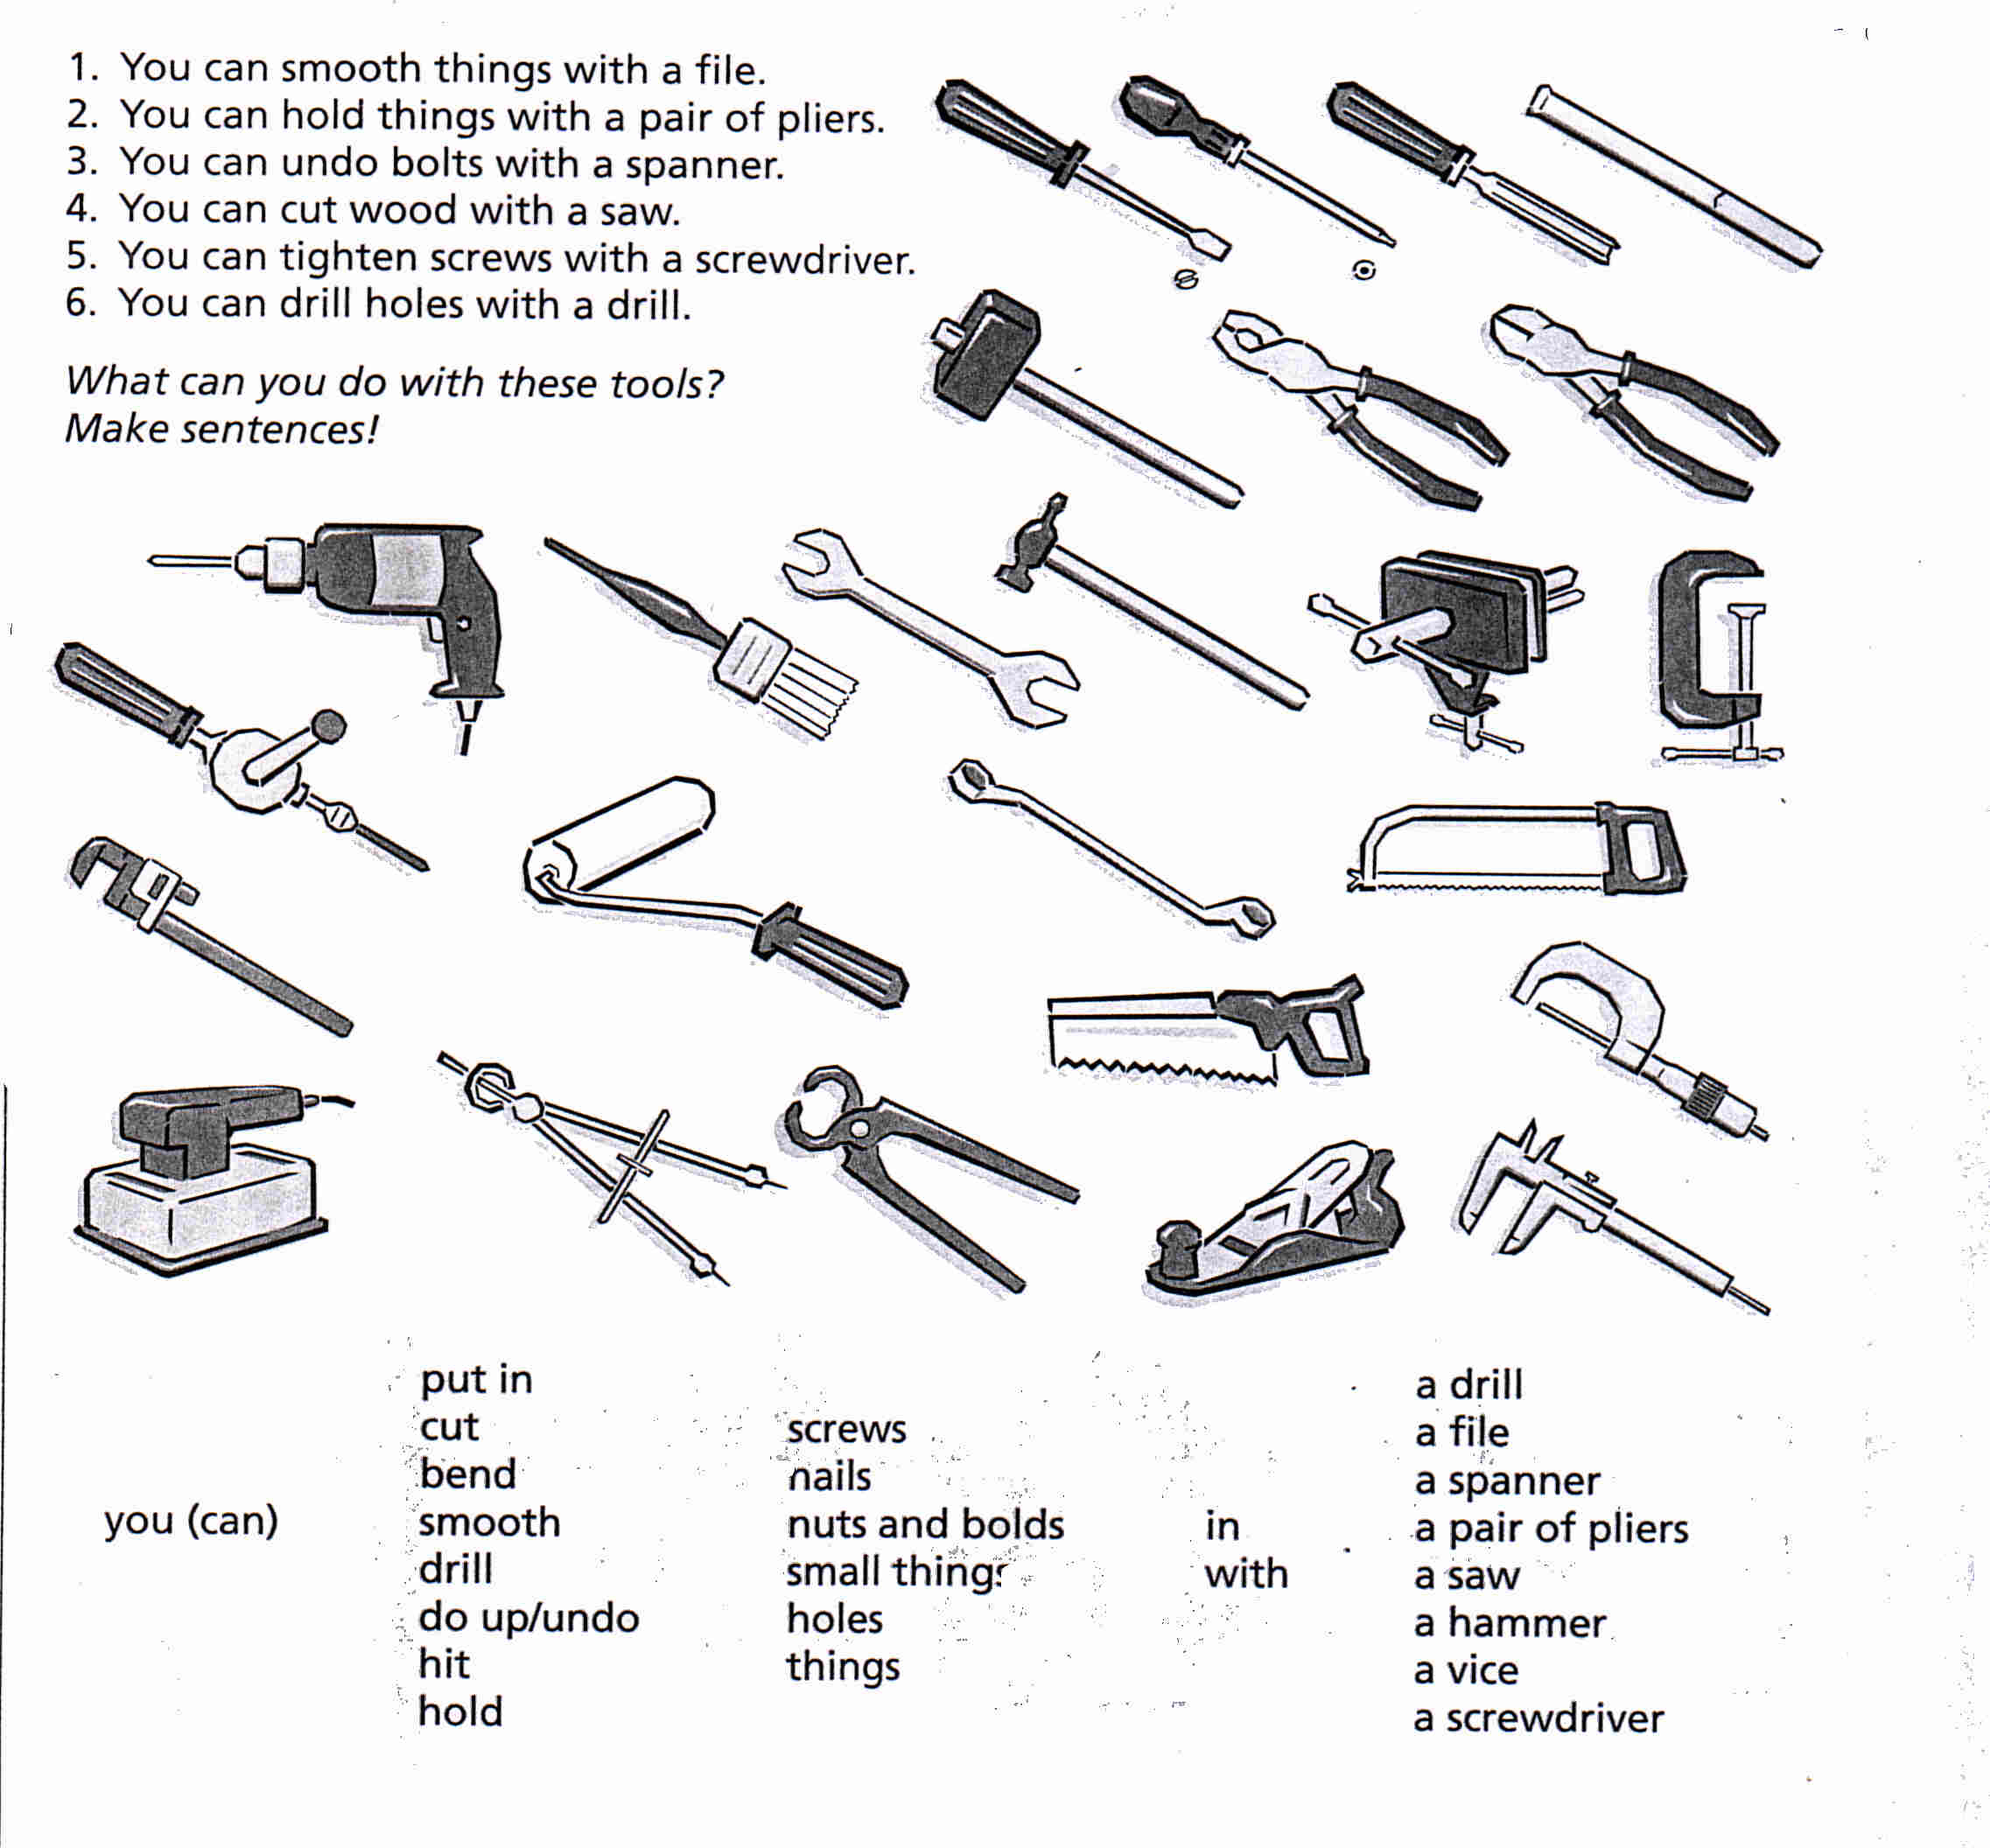 1. You can smooth things with a file.
2. You can hold things with a pair of pliers.
3. You can undo bolts with a spanner.
4. You can cut wood with a saw.
5. You can tighten screws with a screwdriver.
6. You can drill holes with a drill.
What can you do with these tools?
Make sentences!
you (can)
put in
cut
bend
smooth
drill
do up/undo
hit
hold
screws
nails
nuts and bolds
small things
holes
things
in
with
a drill
a file
a spanner
a pair of pliers
a saw
a hammer
a vice
a screwdriver